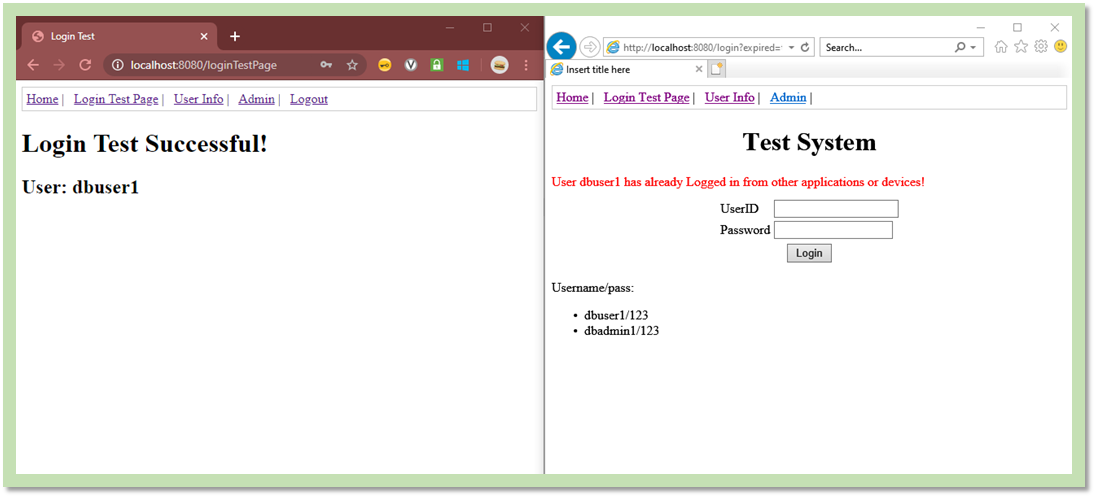 Login Test
localhost:8080/loginTestPage
Home | Login Test Page | User Info | Admin | Logout
Login Test Successful!
User: dbuser1
http://localhost:8080/login?expired=
Search...
Insert title here
Home | Login Test Page | User Info | Admin |
Test System
User dbuser1 has already Logged in from other applications or devices!
UserID
Password
Login
Username/pass:
• dbuser1/123
• dbadmin1/123